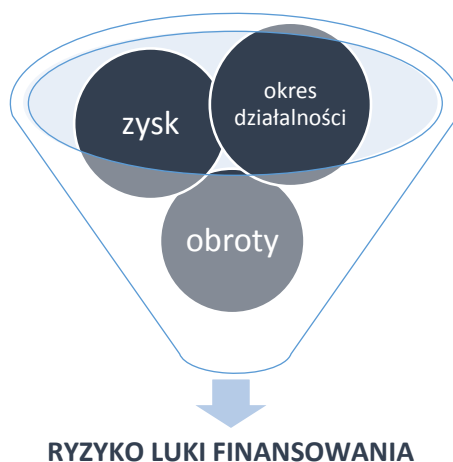 okres
działalności
zysk
obroty
RYZYKO LUKI FINANSOWANIA